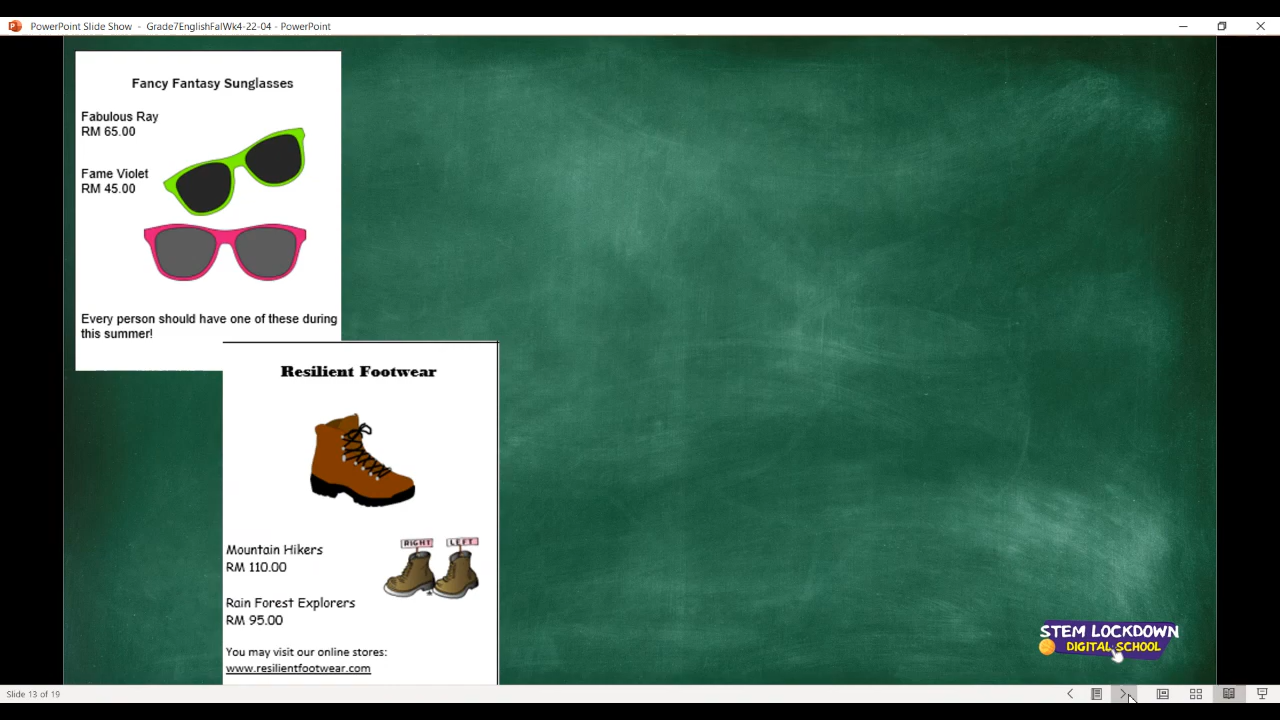 PowerPoint Slide Show - Grade7EnglishFalWk4-22-04 - PowerPoint
Fancy Fantasy Sunglasses
Fabulous Ray
RM 65.00
Fame Violet
RM 45.00
Every person should have one of these during
this summer!
Resilient Footwear
RIGHT LEFT
Mountain Hikers
RM 110.00
Rain Forest Explorers
RM 95.00
You may visit our online stores:
www.resilientfootwear.com
STEM LOCKDOWN
DIGITAL SCHOOL
Slide 13 of 19